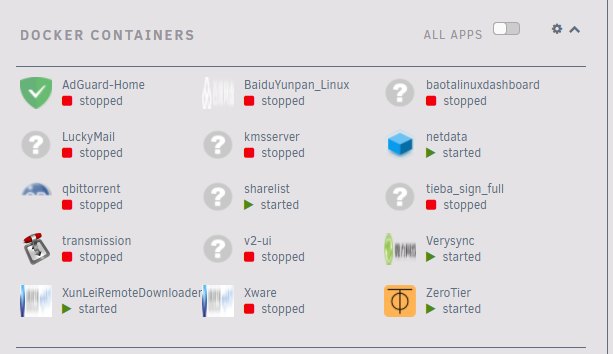 DOCKER CONTAINERS
ALL APPS
AdGuard-Home
stopped
BaiduYunpan_Linux
stopped
baotalinuxdashboard
stopped
LuckyMail
stopped
kmsserver
stopped
netdata
started
qbittorrent
stopped
sharelist
started
tieba_sign_full
stopped
transmission
stopped
v2-ui
stopped
Verysync
started
XunLeiRemoteDownloader
started
Xware
stopped
ZeroTier
started